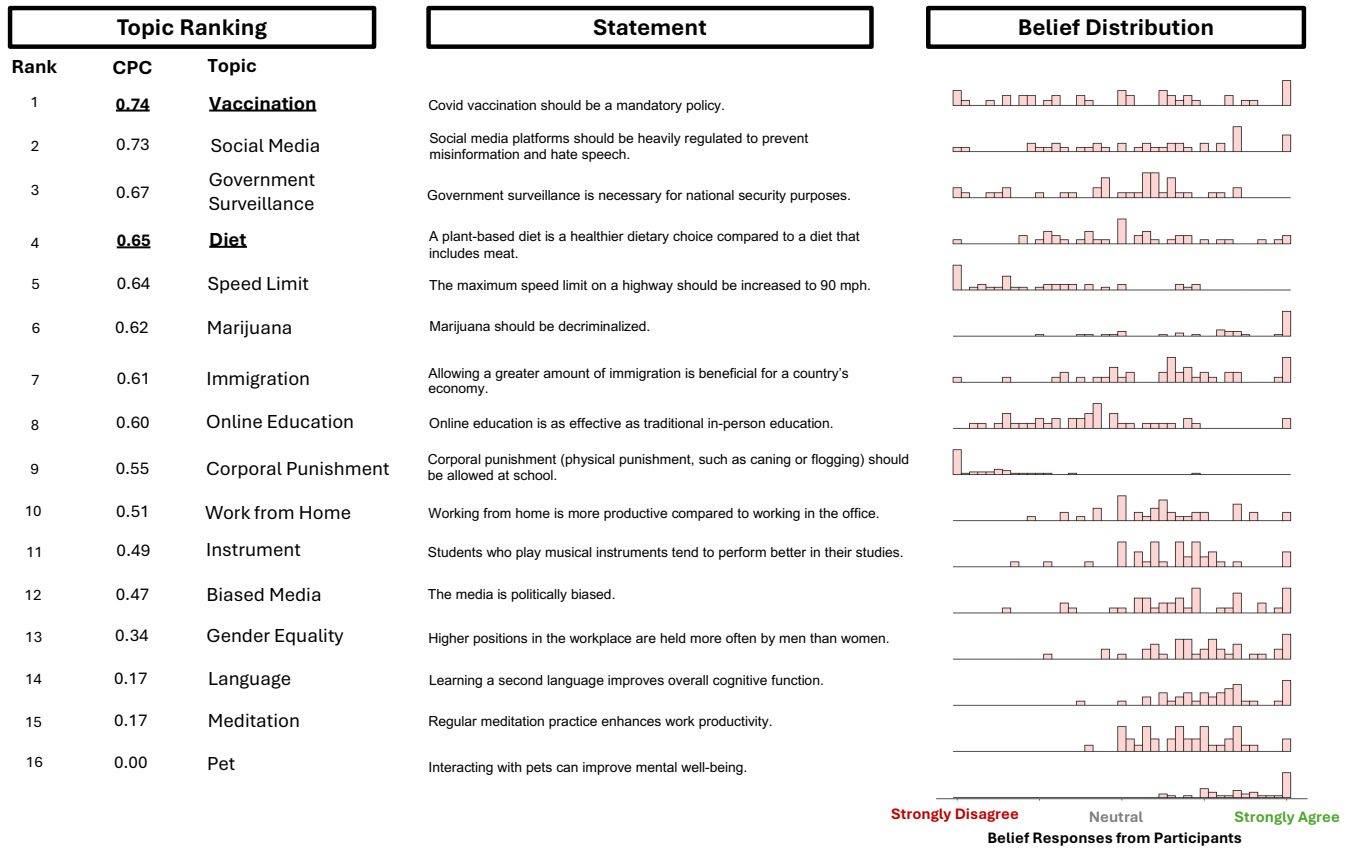 Topic Ranking
Statement
Belief Distribution
Rank CPC Topic
1 0.74 Vaccination Covid vaccination should be a mandatory policy.
2 0.73 Social Media Social media platforms should be heavily regulated to prevent
misinformation and hate speech.
3 0.67 Government
Surveillance Government surveillance is necessary for national security purposes.
4 0.65 Diet A plant-based diet is a healthier dietary choice compared to a diet that
includes meat.
5 0.64 Speed Limit The maximum speed limit on a highway should be increased to 90 mph.
6 0.62 Marijuana Marijuana should be decriminalized.
7 0.61 Immigration Allowing a greater amount of immigration is beneficial for a country's
economy.
8 0.60 Online Education Online education is as effective as traditional in-person education.
9 0.55 Corporal Punishment Corporal punishment (physical punishment, such as caning or flogging) should
be allowed at school.
10 0.51 Work from Home Working from home is more productive compared to working in the office.
11 0.49 Instrument Students who play musical instruments tend to perform better in their studies.
12 0.47 Biased Media The media is politically biased.
13 0.34 Gender Equality Higher positions in the workplace are held more often by men than women.
14 0.17 Language Learning a second language improves overall cognitive function.
15 0.17 Meditation Regular meditation practice enhances work productivity.
16 0.00 Pet Interacting with pets can improve mental well-being.
Strongly Disagree Neutral Strongly Agree
Belief Responses from Participants